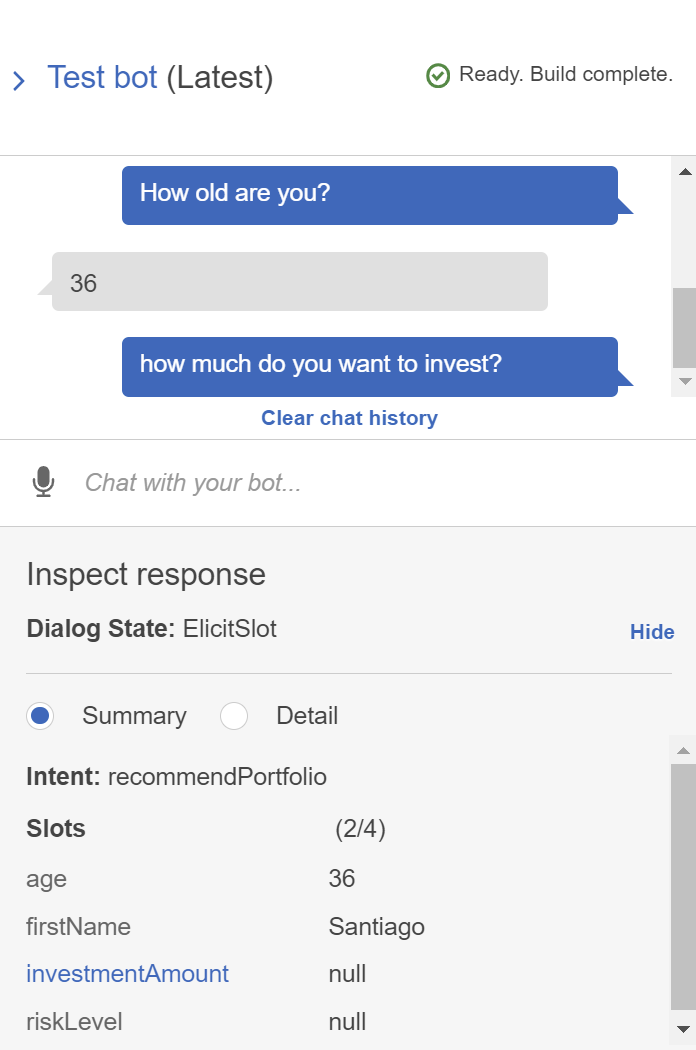 Test bot (Latest) Ready. Build complete.
How old are you?
36
how much do you want to invest?
Clear chat history
Chat with your bot...
Inspect response
Dialog State: ElicitSlot Hide
Summary Detail
Intent: recommendPortfolio
Slots (2/4)
age 36
firstName Santiago
investmentAmount null
riskLevel null